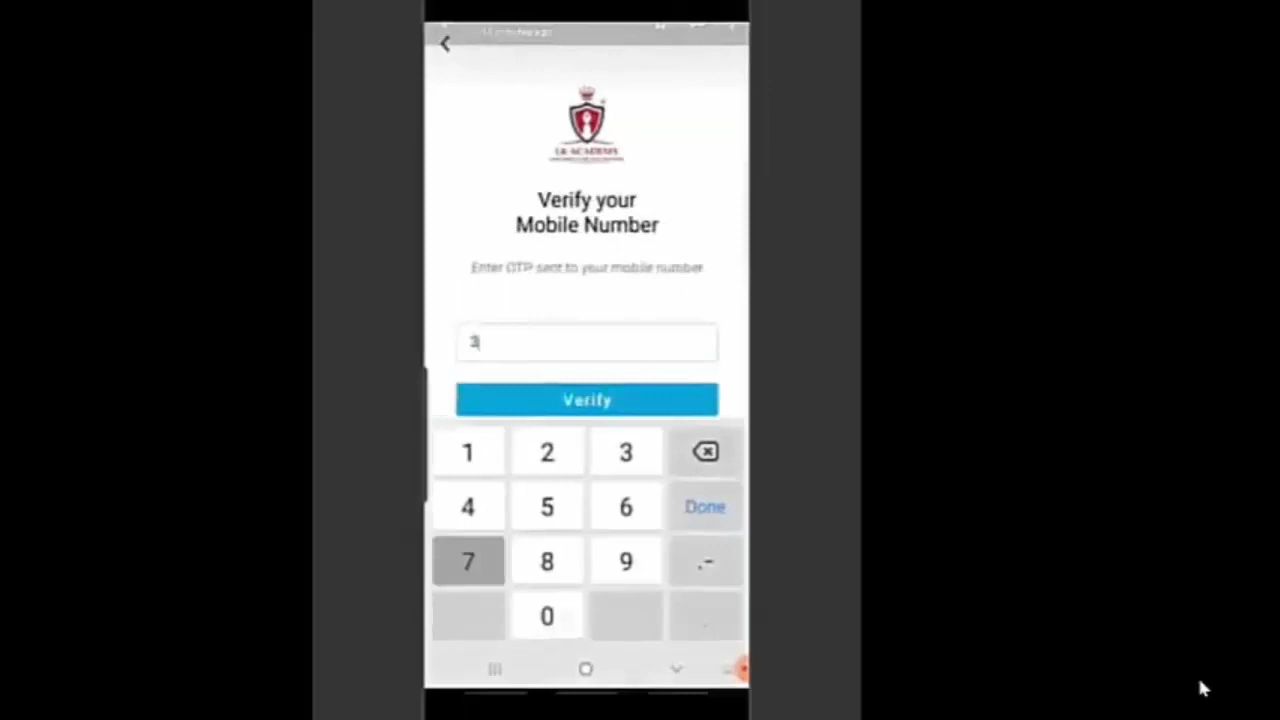 Verify your
Mobile Number
Enter OTP sent to your mobile number
3
Verify
1 2 3
4 5 6 Done
7 8 9 .-
0